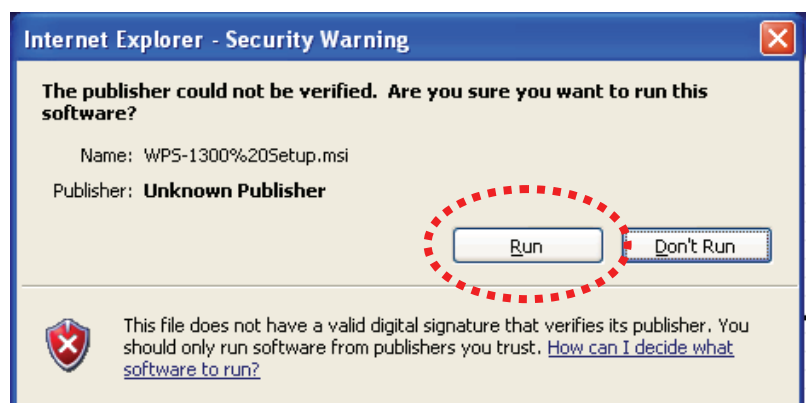 Internet Explorer - Security Warning
The publisher could not be verified. Are you sure you want to run this
software?
Name: WPS-1300%20Setup.msi
Publisher: Unknown Publisher
Run
Don't Run
This file does not have a valid digital signature that verifies its publisher. You
should only run software from publishers you trust. How can I decide what
software to run?